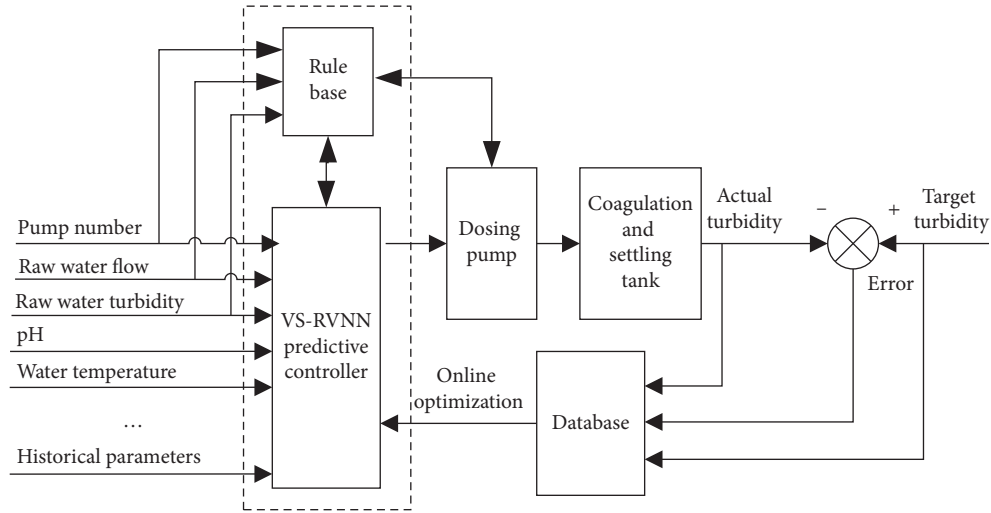 Rule
base
Pump number
Raw water flow
Raw water turbidity
pH
Water temperature
...
Historical parameters
VS-RVNN
predictive
controller
Dosing
pump
Coagulation
and
settling
tank
Actual
turbidity
−
+
Target
turbidity
Error
Online
optimization
Database